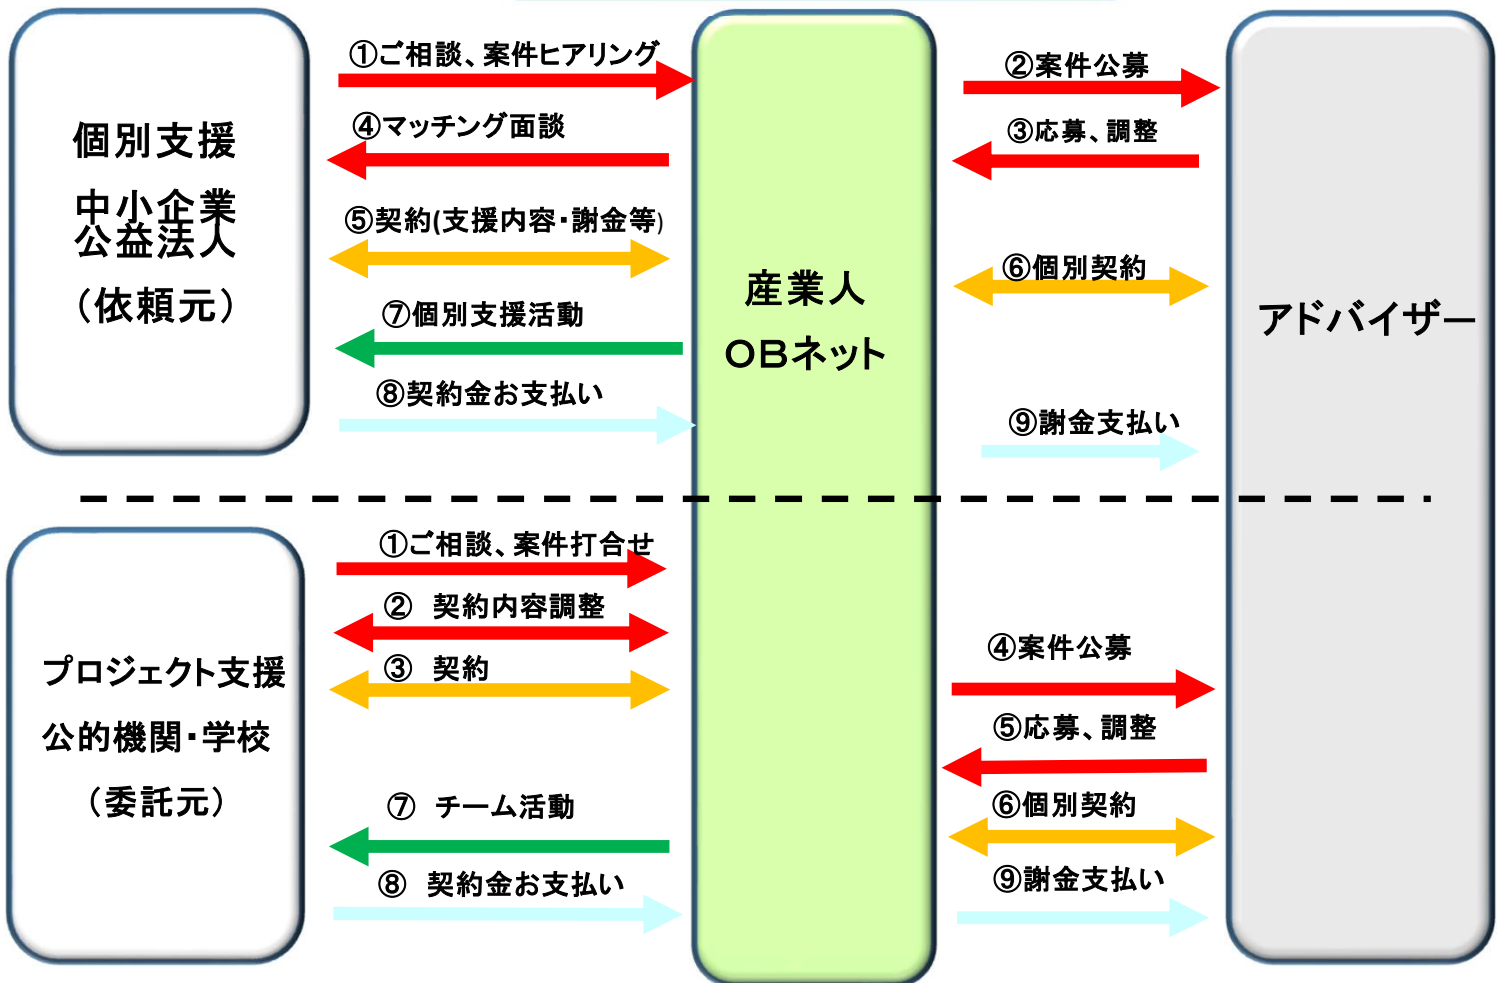 ①ご相談、案件ヒアリング
④マッチング面談
⑤契約(支援内容・謝金等)
⑦個別支援活動
⑧契約金お支払い
個別支援
中小企業
公益法人
（依頼元）
②案件公募
③応募、調整
⑥個別契約
⑨謝金支払い
産業人
ＯＢネット
アドバイザー
①ご相談、案件打合せ
②　契約内容調整
③　契約
⑦　チーム活動
⑧　契約金お支払い
プロジェクト支援
公的機関・学校
（委託元）
④案件公募
⑤応募、調整
⑥個別契約
⑨謝金支払い